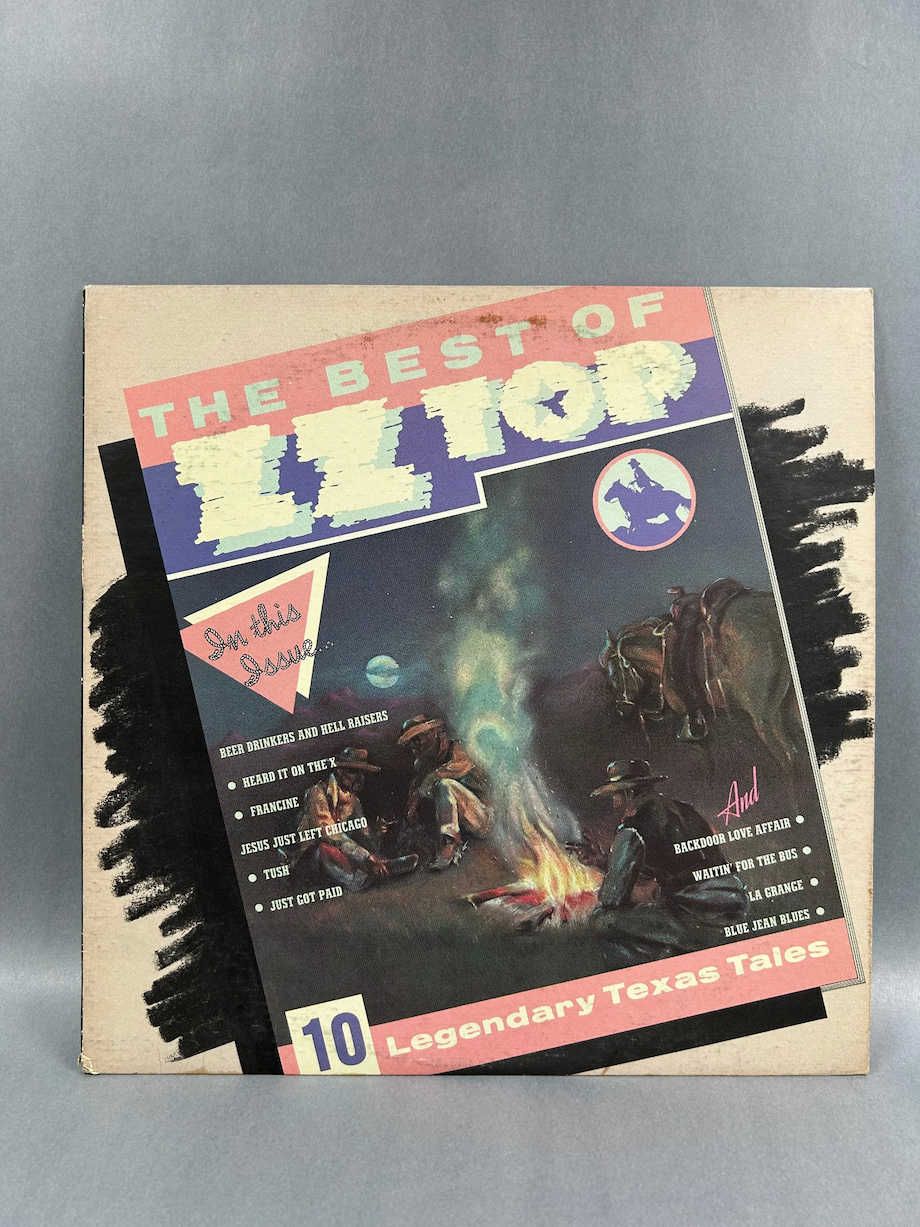 THE BEST OF
ZZ TOP
In this
Issue...
BEER DRINKERS AND HELL RAISERS
HEARD IT ON THE X
FRANCINE
JESUS JUST LEFT CHICAGO
TUSH
JUST GOT PAID
And
BACKDOOR LOVE AFFAIR
WAITIN' FOR THE BUS
LA GRANGE
BLUE JEAN BLUES
10 Legendary Texas Tales